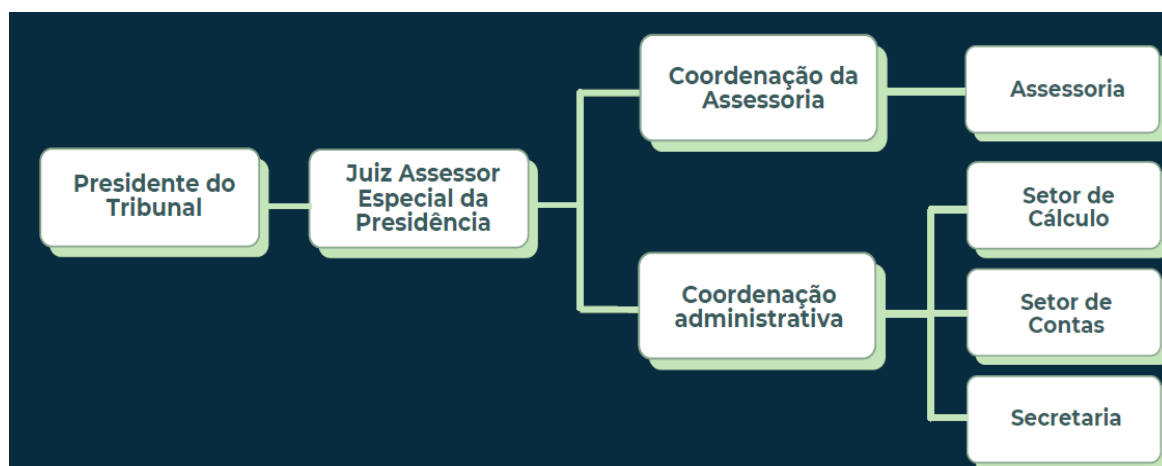 Presidente do
Tribunal
Juiz Assessor
Especial da
Presidência
Coordenação da
Assessoria
Assessoria
Coordenação
administrativa
Setor de
Cálculo
Setor de
Contas
Secretaria